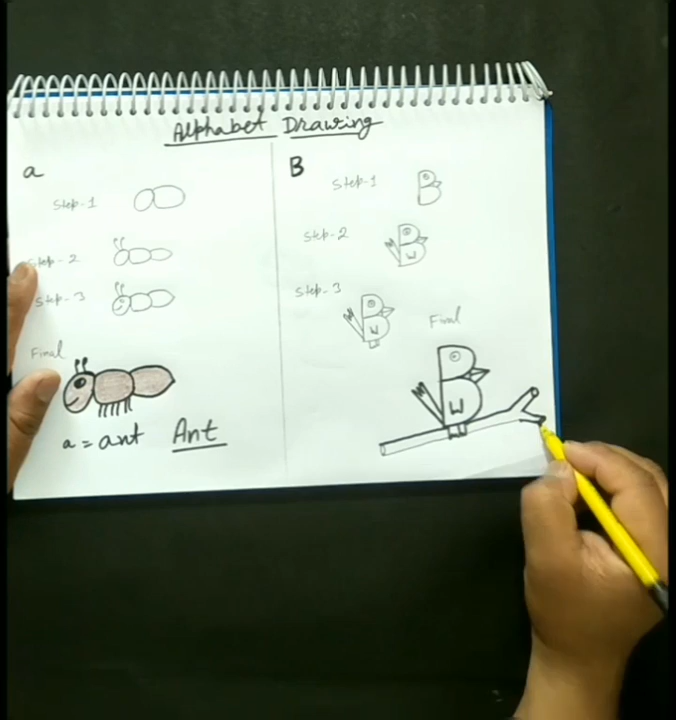 Alphabet Drawing
a
Step-1
Step-2
Step-3
Final
a = ant Ant
B
Step-1
B
Step-2
B
W
Step-3
B
W
Final
B
W